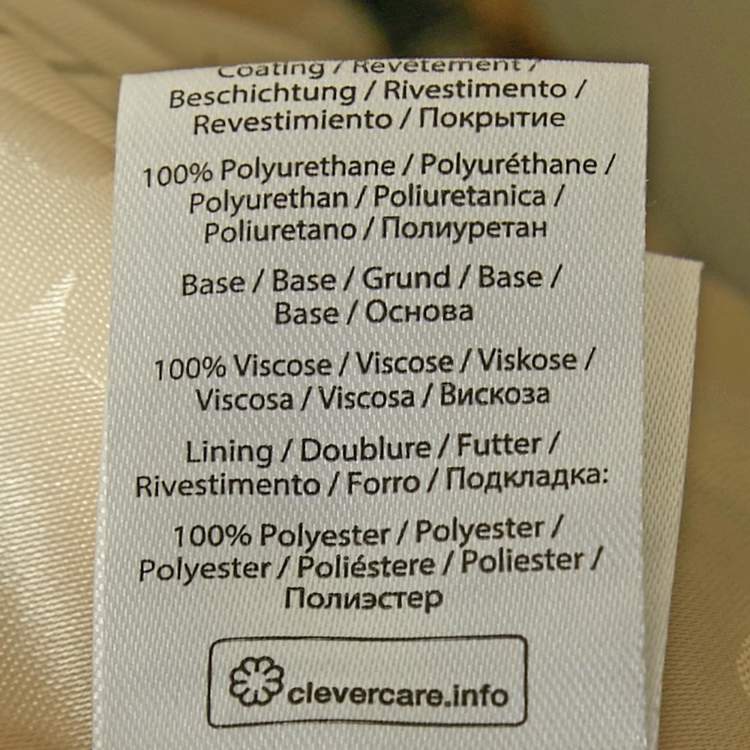 Coating / Revêtement /
Beschichtung / Rivestimento /
Revestimiento / Покрытие
100% Polyurethane / Polyuréthane /
Polyurethan / Poliuretanica /
Poliuretano / Полиуретан
Base / Base / Grund / Base /
Base / Основа
100% Viscose / Viscose / Viskose /
Viscosa / Viscosa / Вискоза
Lining / Doublure / Futter /
Rivestimento / Forro / Подкладка:
100% Polyester / Polyester /
Polyester / Poliéstere / Poliester /
Полиэстер
clevercare.info